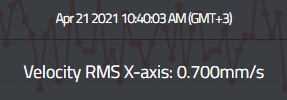 Apr 21 2021 10:40:03 AM (GMT+3)
Velocity RMS X-axis: 0.700mm/s